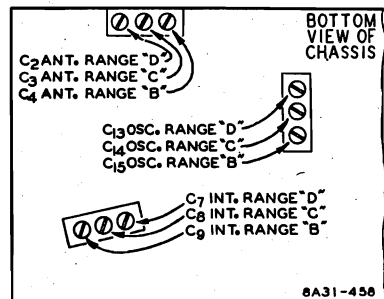 BOTTOM
VIEW OF
CHASSIS
C2 ANT. RANGE "D"
C3 ANT. RANGE "C"
C4 ANT. RANGE "B"
C13 OSC. RANGE "D"
C14 OSC. RANGE "C"
C15 OSC. RANGE "B"
C7 INT. RANGE "D"
C8 INT. RANGE "C"
C9 INT. RANGE "B"
8A31-458